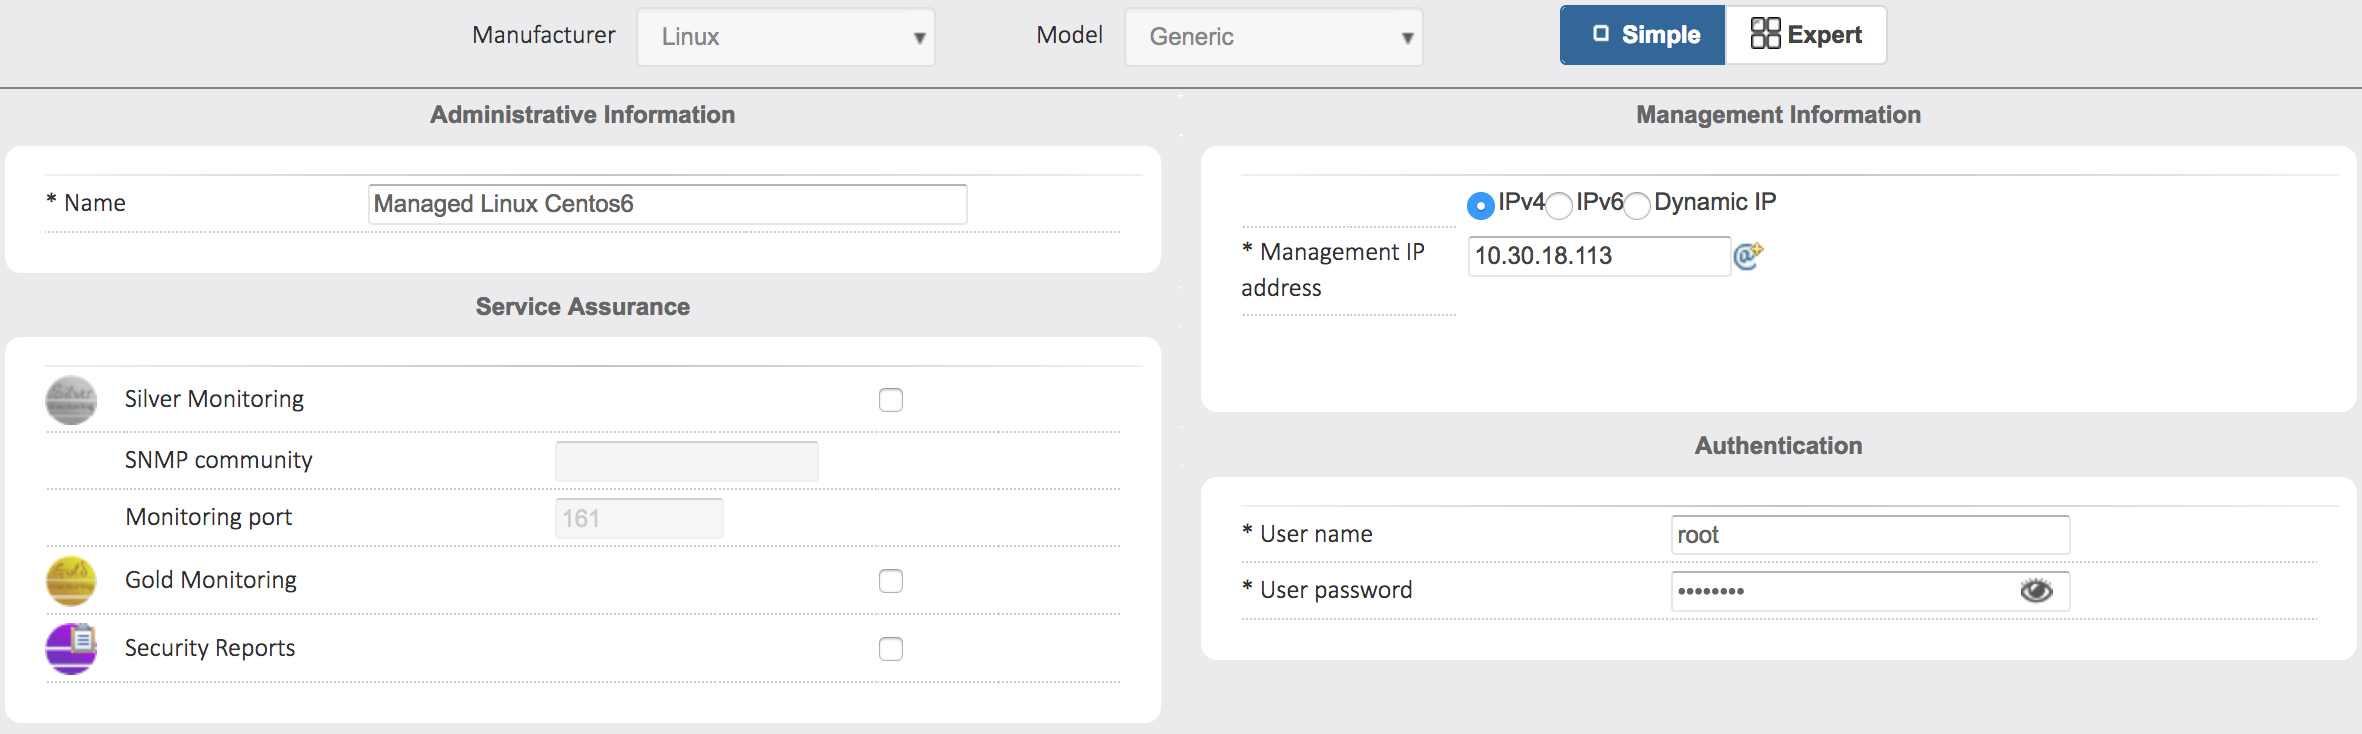 Manufacturer Linux Model Generic Simple Expert
Administrative Information
* Name Managed Linux Centos6
Service Assurance
Silver Monitoring
SNMP community
Monitoring port 161
Gold Monitoring
Security Reports
Management Information
IPv4 IPv6 Dynamic IP
* Management IP address 10.30.18.113
Authentication
* User name root
* User password ••••••••